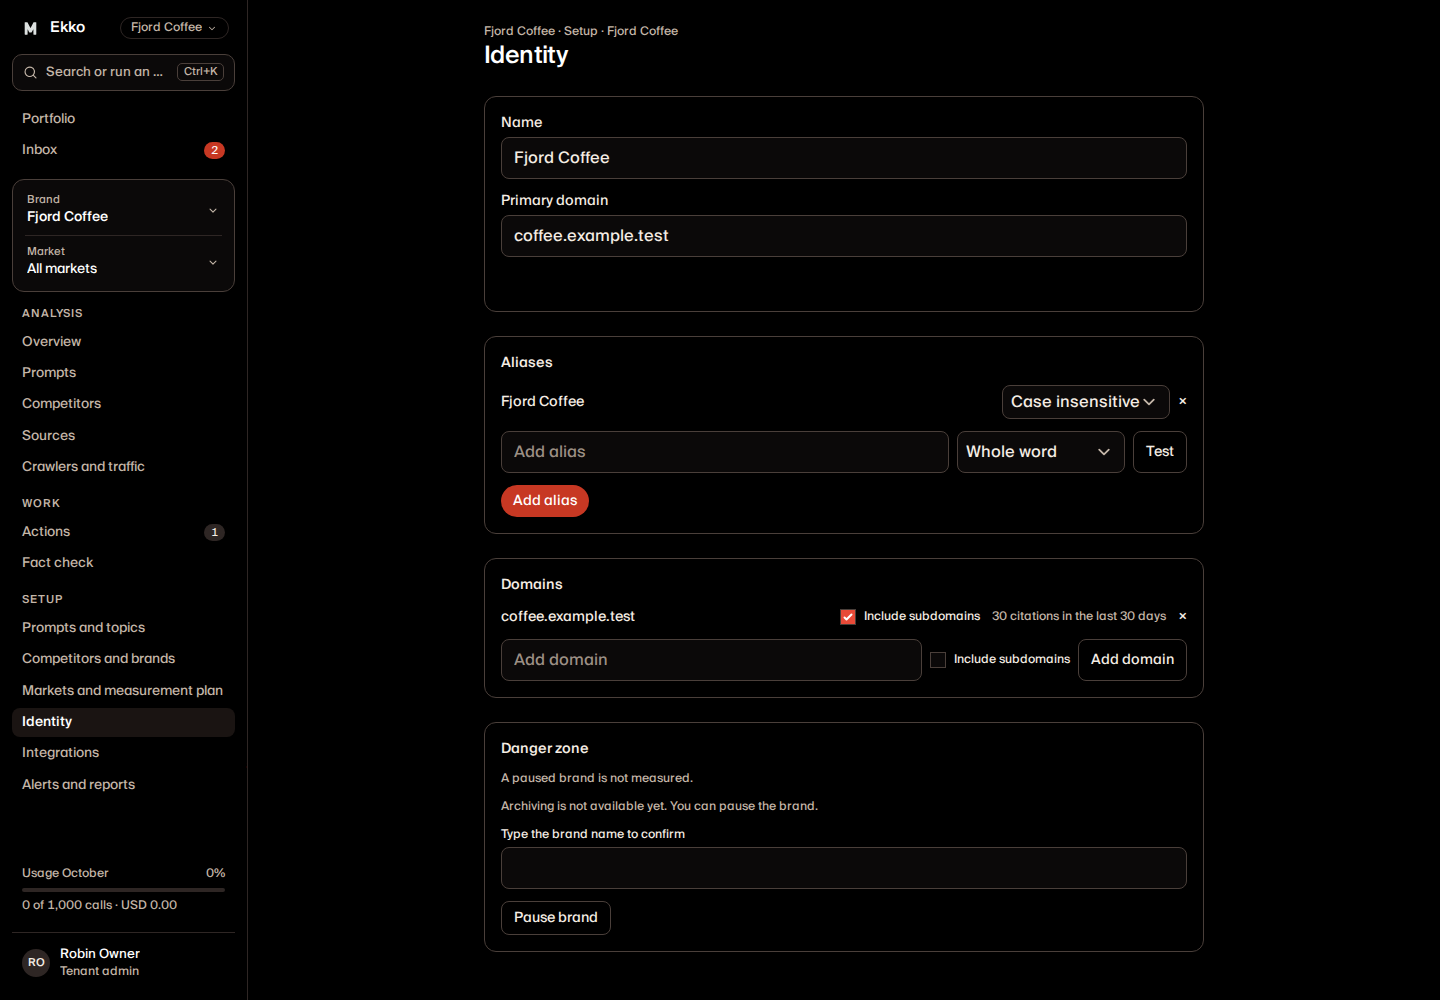 Ekko
Fjord Coffee
Search or run an ...
Ctrl+K
Portfolio
Inbox
2
Brand
Fjord Coffee
Market
All markets
ANALYSIS
Overview
Prompts
Competitors
Sources
Crawlers and traffic
WORK
Actions
1
Fact check
SETUP
Prompts and topics
Competitors and brands
Markets and measurement plan
Identity
Integrations
Alerts and reports
Usage October
0%
0 of 1,000 calls · USD 0.00
RO
Robin Owner
Tenant admin
Fjord Coffee · Setup · Fjord Coffee
Identity
Name
Fjord Coffee
Primary domain
coffee.example.test
Aliases
Fjord Coffee
Case insensitive
×
Add alias
Whole word
Test
Add alias
Domains
coffee.example.test
Include subdomains
30 citations in the last 30 days
×
Add domain
Include subdomains
Add domain
Danger zone
A paused brand is not measured.
Archiving is not available yet. You can pause the brand.
Type the brand name to confirm
Pause brand